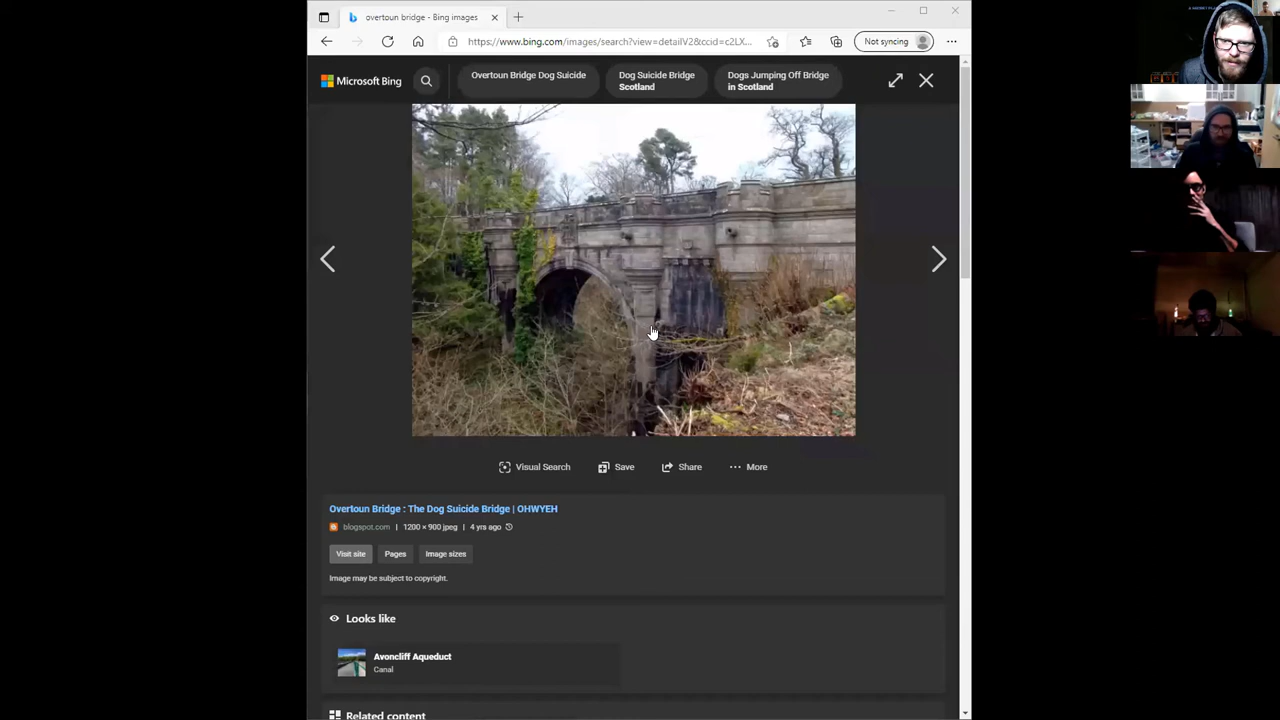 overtoun bridge - Bing images
https://www.bing.com/images/search?view=detailV2&ccid=c2LX...
Not syncing
Microsoft Bing
Overtoun Bridge Dog Suicide
Dog Suicide Bridge
Scotland
Dogs Jumping Off Bridge
in Scotland
Visual Search
Save
Share
More
Overtoun Bridge : The Dog Suicide Bridge | OHWYEH
blogspot.com | 1200 × 900 jpeg | 4 yrs ago
Visit site
Pages
Image sizes
Image may be subject to copyright.
Looks like
Avoncliff Aqueduct
Canal
Related content